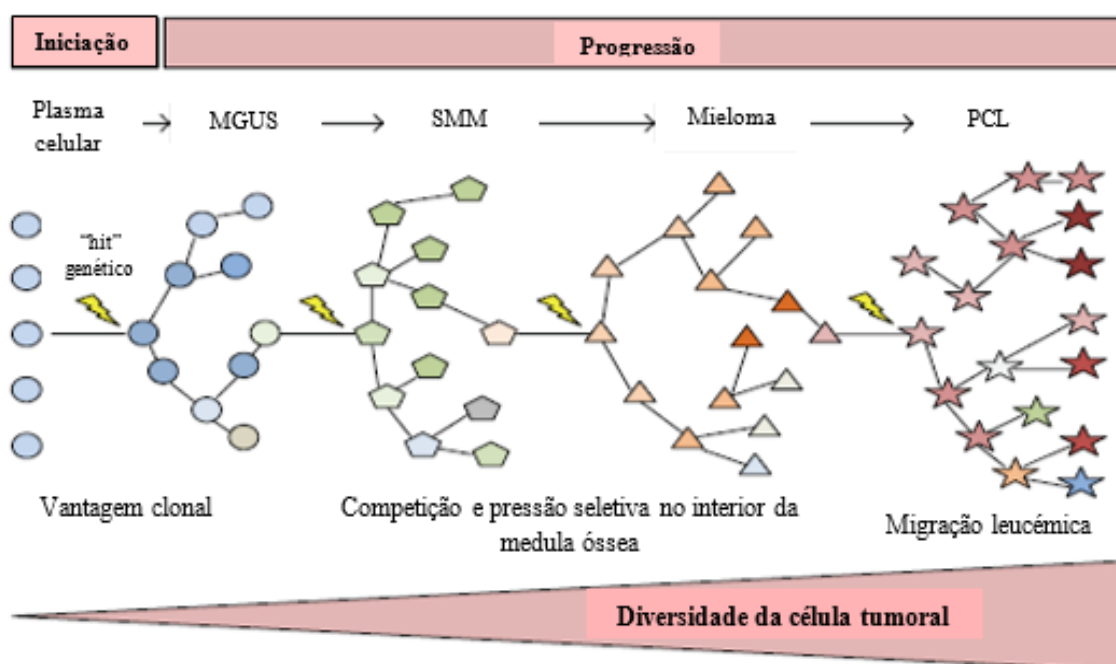 Iniciação
Progressão
Plasma
celular
MGUS
SMM
Mieloma
PCL
“hit”
genético
Vantagem clonal
Competição e pressão seletiva no interior da
medula óssea
Migração leucémica
Diversidade da célula tumoral